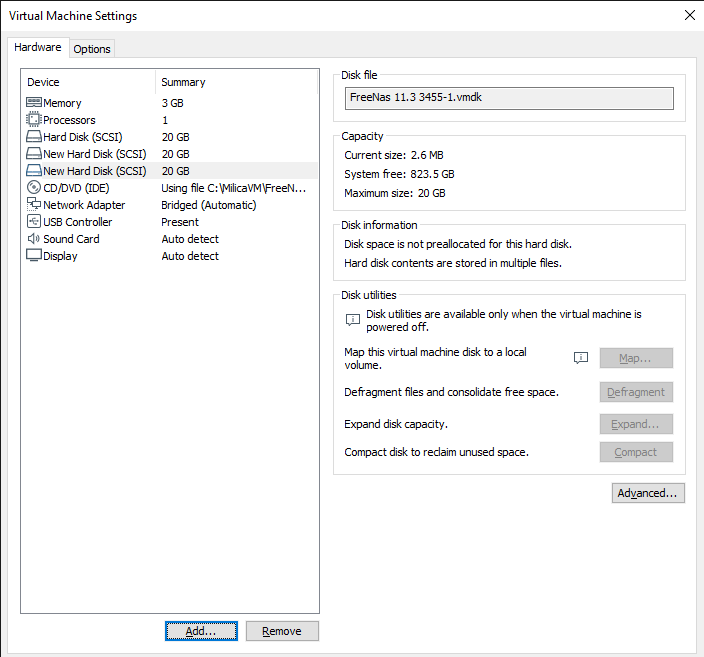 Virtual Machine Settings
Hardware
Options
Device Summary
Memory 3 GB
Processors 1
Hard Disk (SCSI) 20 GB
New Hard Disk (SCSI) 20 GB
New Hard Disk (SCSI) 20 GB
CD/DVD (IDE) Using file C:\MilicaVM\FreeN...
Network Adapter Bridged (Automatic)
USB Controller Present
Sound Card Auto detect
Display Auto detect
Add...
Remove
Disk file
FreeNas 11.3 3455-1.vmdk
Capacity
Current size: 2.6 MB
System free: 823.5 GB
Maximum size: 20 GB
Disk information
Disk space is not preallocated for this hard disk.
Hard disk contents are stored in multiple files.
Disk utilities
Disk utilities are available only when the virtual machine is
powered off.
Map this virtual machine disk to a local
volume.
Map...
Defragment files and consolidate free space.
Defragment
Expand disk capacity.
Expand...
Compact disk to reclaim unused space.
Compact
Advanced...